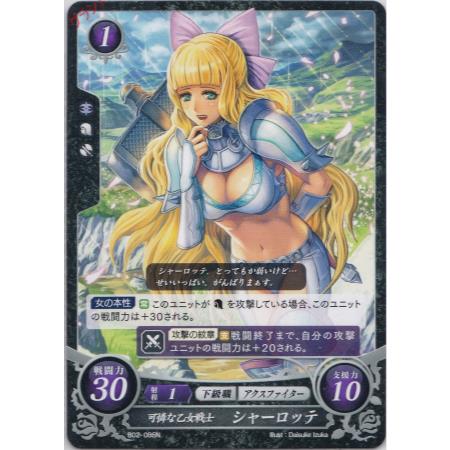 1
シャーロッテ、とってもか弱いけど…
せいいっぱい、がんばりまぁす。
女の本性 常 このユニットが を攻撃している場合、このユニット
の戦闘力は+30される。
攻撃の紋章 支 戦闘終了まで、自分の攻撃
ユニットの戦闘力は+20される。
戦闘力
30
射程 1 下級職 アクスファイター
支援力
10
可憐な乙女戦士 シャーロッテ
B02-086N
Illust : Daisuke Izuka